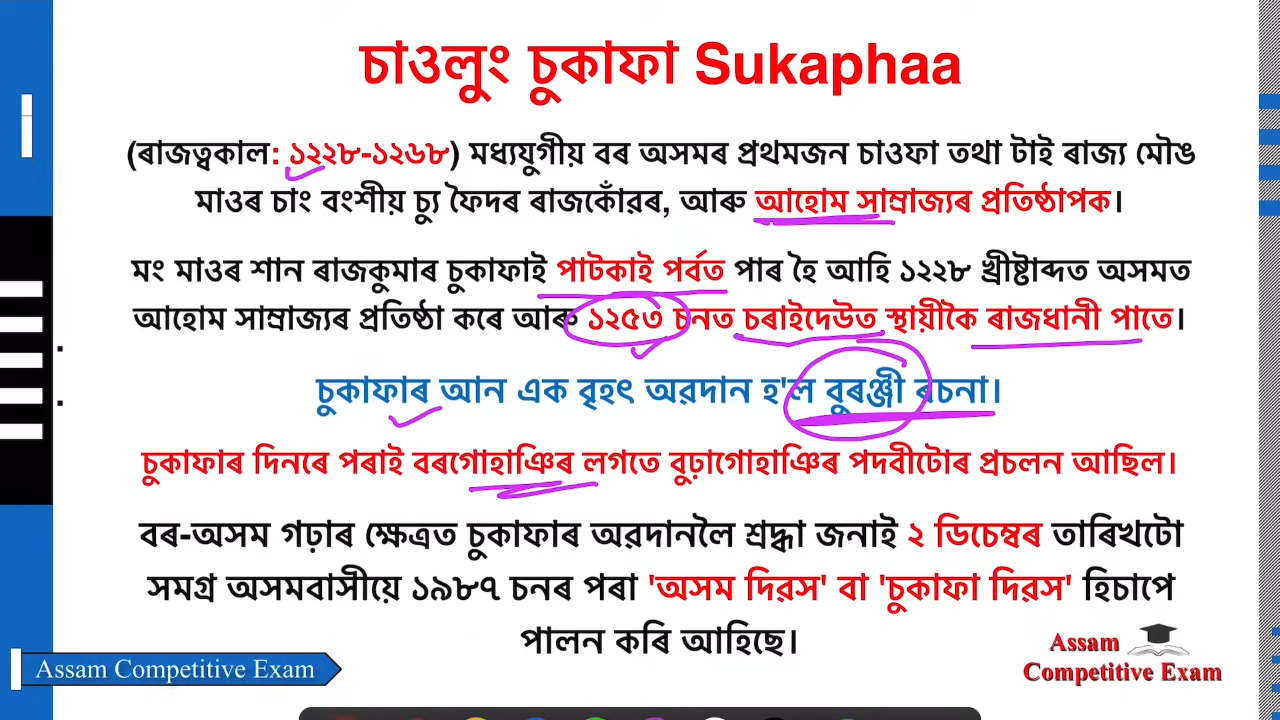 চাওলুং চুকাফা Sukaphaa
(ৰাজত্বকাল: ১২২৮-১২৬৮) মধ্যযুগীয় বৰ অসমৰ প্ৰথমজন চাওফা তথা টাই ৰাজ্য মৌঙ
মাওৰ চাং বংশীয় চ্যু ফৈদৰ ৰাজকোঁৱৰ, আৰু আহোম সাম্ৰাজ্যৰ প্ৰতিষ্ঠাপক।
মং মাওৰ শান ৰাজকুমাৰ চুকাফাই পাটকাই পৰ্বত পাৰ হৈ আহি ১২২৮ খ্ৰীষ্টাব্দত অসমত
আহোম সাম্ৰাজ্যৰ প্ৰতিষ্ঠা কৰে আৰু ১২৫৩ চনত চৰাইদেউত স্থায়ীকৈ ৰাজধানী পাতে।
চুকাফাৰ আন এক বৃহৎ অৱদান হ'ল বুৰঞ্জী ৰচনা।
চুকাফাৰ দিনৰে পৰাই বৰগোহাঞিৰ লগতে বুঢ়াগোহাঞিৰ পদবীটোৰ প্ৰচলন আছিল।
বৰ-অসম গঢ়াৰ ক্ষেত্ৰত চুকাফাৰ অৱদানলৈ শ্ৰদ্ধা জনাই ২ ডিচেম্বৰ তাৰিখটো
সমগ্ৰ অসমবাসীয়ে ১৯৮৭ চনৰ পৰা 'অসম দিৱস' বা 'চুকাফা দিৱস' হিচাপে
পালন কৰি আহিছে।
Assam Competitive Exam
Assam
Competitive Exam